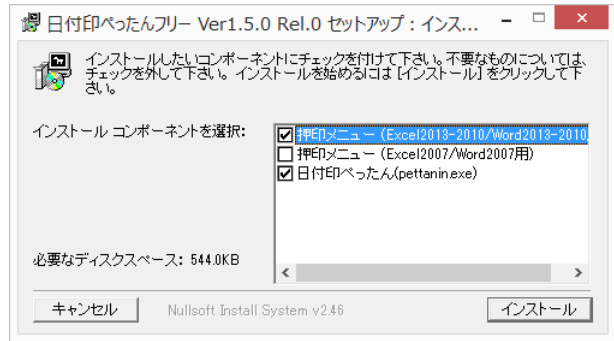 日付印ぺったんフリー Ver1.5.0 Rel.0 セットアップ : インス...
インストールしたいコンポーネントにチェックを付けて下さい。不要なものについては、
チェックを外して下さい。インストールを始めるには [インストール] をクリックして下
さい。
インストール コンポーネントを選択:
押印メニュー (Excel2013-2010/Word2013-2010,
押印メニュー (Excel2007/Word2007用)
日付印ぺったん(pettanin.exe)
必要なディスクスペース: 544.0KB
キャンセル
Nullsoft Install System v2.46
インストール